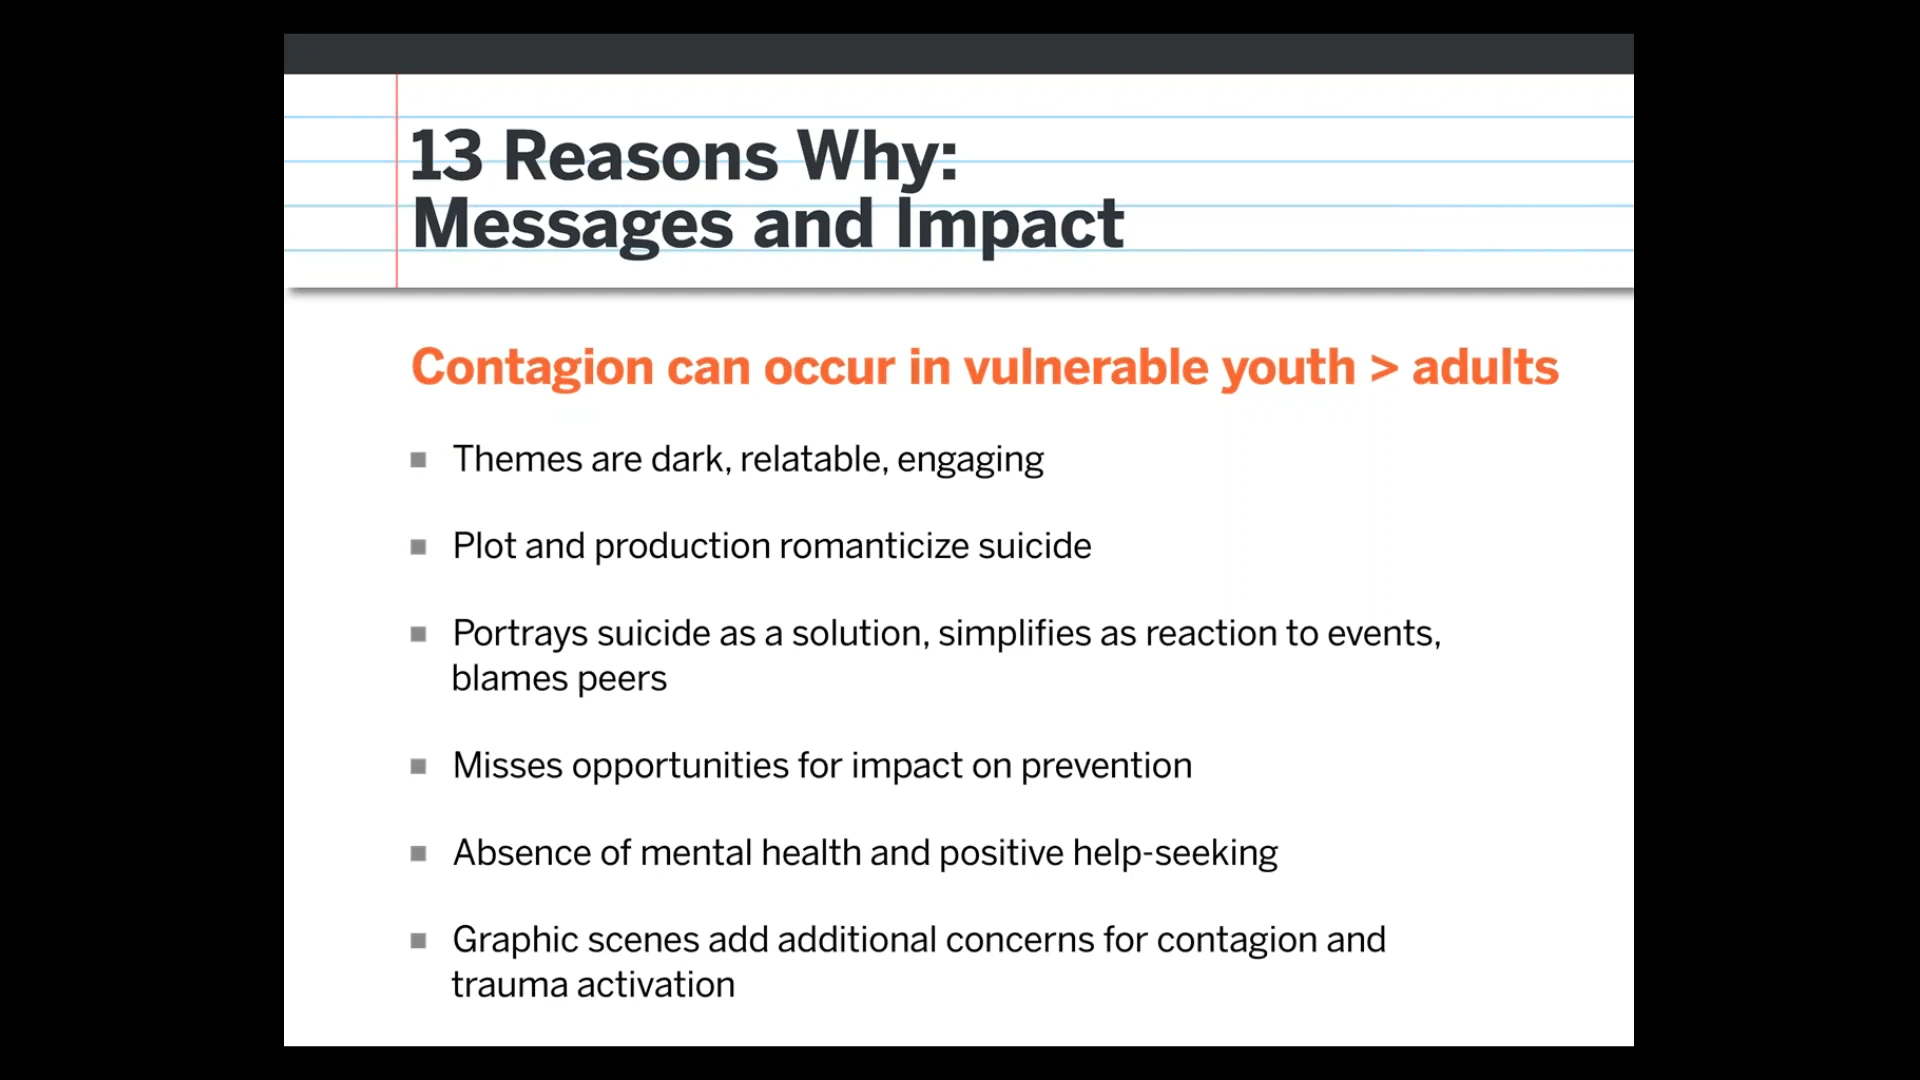 13 Reasons Why:
Messages and Impact
Contagion can occur in vulnerable youth > adults
Themes are dark, relatable, engaging
Plot and production romanticize suicide
Portrays suicide as a solution, simplifies as reaction to events,
blames peers
Misses opportunities for impact on prevention
Absence of mental health and positive help-seeking
Graphic scenes add additional concerns for contagion and
trauma activation